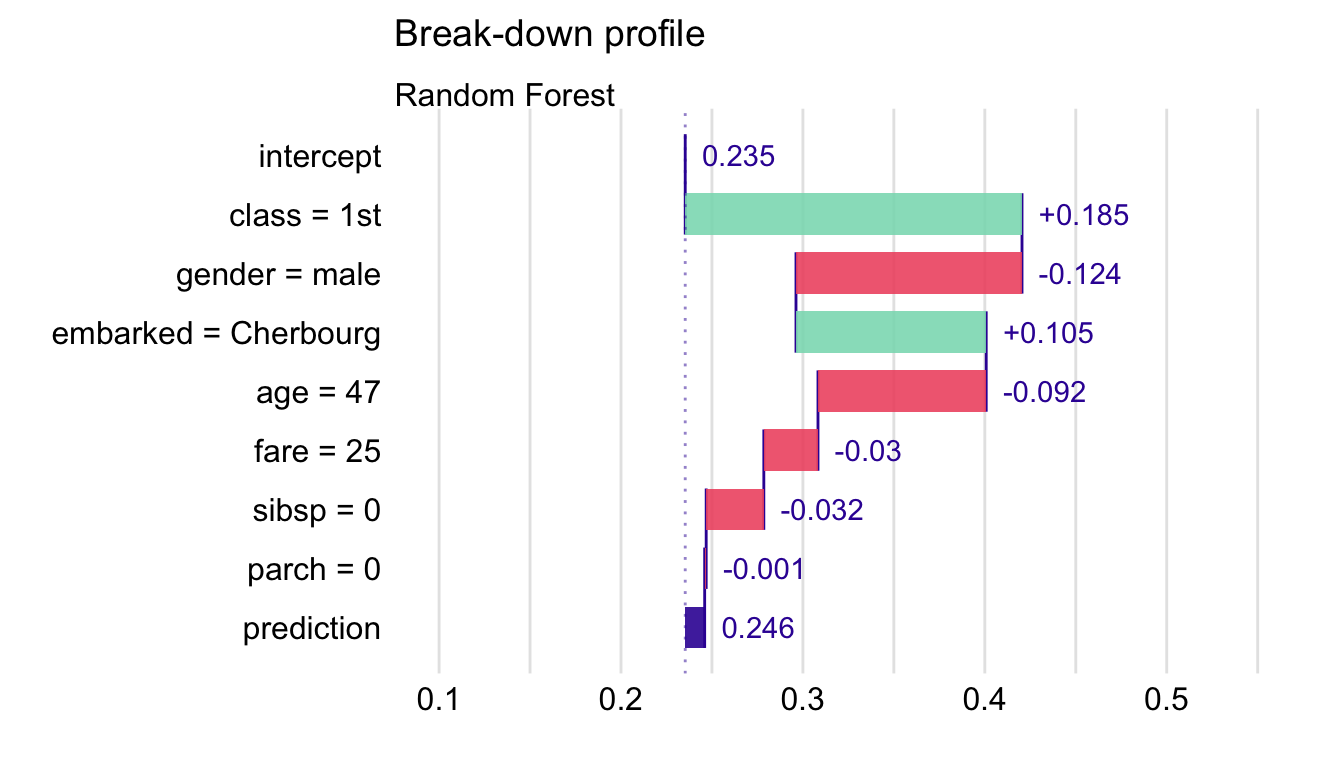 Break-down profile
Random Forest
intercept 0.235
class = 1st +0.185
gender = male -0.124
embarked = Cherbourg +0.105
age = 47 -0.092
fare = 25 -0.03
sibsp = 0 -0.032
parch = 0 -0.001
prediction 0.246
0.1 0.2 0.3 0.4 0.5